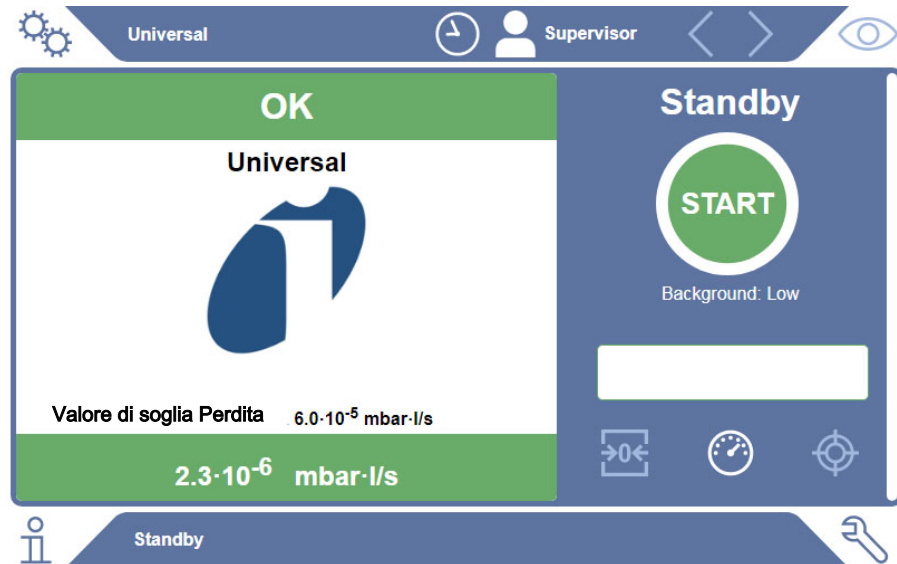 Universal
Supervisor
OK
Universal
Valore di soglia Perdita 6.0·10⁻⁵ mbar·l/s
2.3·10⁻⁶ mbar·l/s
Standby
START
Background: Low
→0←
Standby